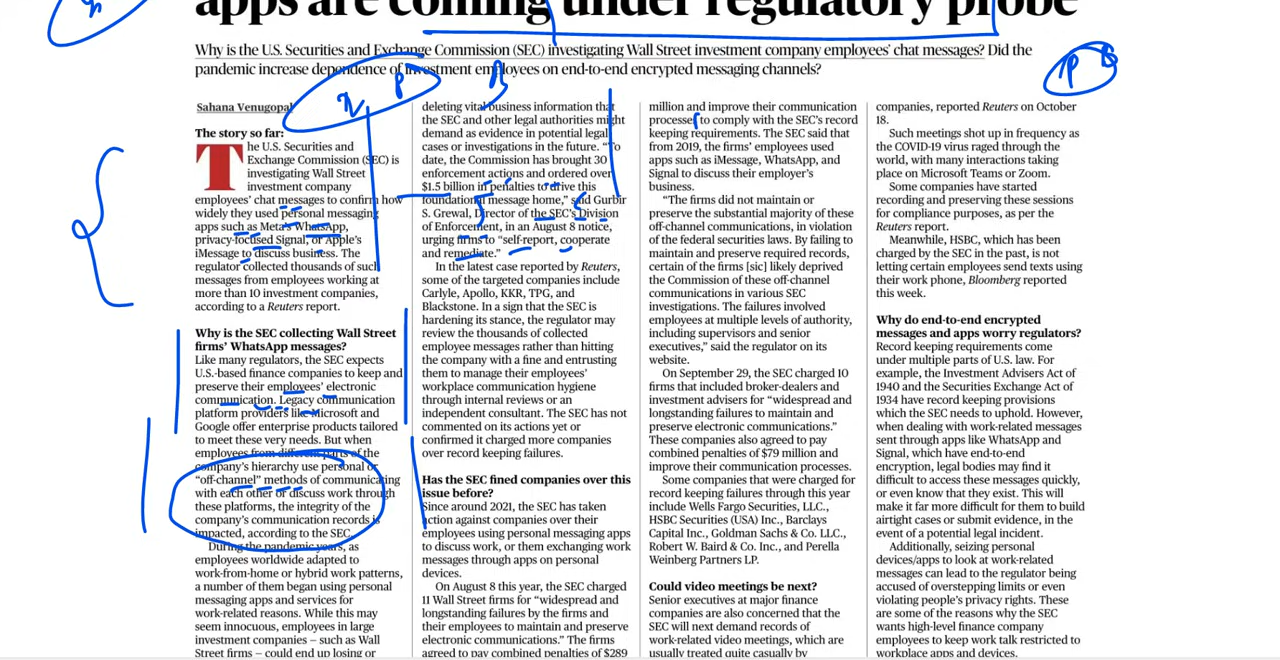 apps are coming under regulatory probe
Why is the U.S. Securities and Exchange Commission (SEC) investigating Wall Street investment company employees' chat messages? Did the
pandemic increase dependence of investment employees on end-to-end encrypted messaging channels?
Sahana Venugopal
The story so far:
The U.S. Securities and
Exchange Commission (SEC) is
investigating Wall Street
investment company
employees' chat messages to confirm how
widely they used personal messaging
apps such as Meta's WhatsApp,
privacy-focused Signal, or Apple's
iMessage to discuss business. The
regulator collected thousands of such
messages from employees working at
more than 10 investment companies,
according to a Reuters report.
Why is the SEC collecting Wall Street
firms' WhatsApp messages?
Like many regulators, the SEC expects
U.S.-based finance companies to keep and
preserve their employees' electronic
communication. Legacy communication
platform providers like Microsoft and
Google offer enterprise products tailored
to meet these very needs. But when
employees from different parts of the
company's hierarchy use personal or
“off-channel” methods of communicating
with each other or discuss work through
these platforms, the integrity of the
company's communication records is
impacted, according to the SEC.
During the pandemic years, as
employees worldwide adapted to
work-from-home or hybrid work patterns,
a number of them began using personal
messaging apps and services for
work-related reasons. While this may
seem innocuous, employees in large
investment companies – such as Wall
Street firms – could end up losing or
deleting vital business information that
the SEC and other legal authorities might
demand as evidence in potential legal
cases or investigations in the future. “To
date, the Commission has brought 30
enforcement actions and ordered over
$1.5 billion in penalties to drive this
foundational message home,” said Gurbir
S. Grewal, Director of the SEC's Division
of Enforcement, in an August 8 notice,
urging firms to “self-report, cooperate
and remediate.”
In the latest case reported by Reuters,
some of the targeted companies include
Carlyle, Apollo, KKR, TPG, and
Blackstone. In a sign that the SEC is
hardening its stance, the regulator may
review the thousands of collected
employee messages rather than hitting
the company with a fine and entrusting
them to manage their employees'
workplace communication hygiene
through internal reviews or an
independent consultant. The SEC has not
commented on its actions yet or
confirmed it charged more companies
over record keeping failures.
Has the SEC fined companies over this
issue before?
Since around 2021, the SEC has taken
action against companies over their
employees using personal messaging apps
to discuss work, or them exchanging work
messages through apps on personal
devices.
On August 8 this year, the SEC charged
11 Wall Street firms for “widespread and
longstanding failures by the firms and
their employees to maintain and preserve
electronic communications.” The firms
agreed to pay combined penalties of $289
million and improve their communication
processes to comply with the SEC's record
keeping requirements. The SEC said that
from 2019, the firms' employees used
apps such as iMessage, WhatsApp, and
Signal to discuss their employer's
business.
“The firms did not maintain or
preserve the substantial majority of these
off-channel communications, in violation
of the federal securities laws. By failing to
maintain and preserve required records,
certain of the firms [sic] likely deprived
the Commission of these off-channel
communications in various SEC
investigations. The failures involved
employees at multiple levels of authority,
including supervisors and senior
executives,” said the regulator on its
website.
On September 29, the SEC charged 10
firms that included broker-dealers and
investment advisers for “widespread and
longstanding failures to maintain and
preserve electronic communications.”
These companies also agreed to pay
combined penalties of $79 million and
improve their communication processes.
Some companies that were charged for
record keeping failures through this year
include Wells Fargo Securities, LLC.,
HSBC Securities (USA) Inc., Barclays
Capital Inc., Goldman Sachs & Co. LLC.,
Robert W. Baird & Co. Inc., and Perella
Weinberg Partners LP.
Could video meetings be next?
Senior executives at major finance
companies are also concerned that the
SEC will next demand records of
work-related video meetings, which are
usually treated quite casually by
companies, reported Reuters on October
18.
Such meetings shot up in frequency as
the COVID-19 virus raged through the
world, with many interactions taking
place on Microsoft Teams or Zoom.
Some companies have started
recording and preserving these sessions
for compliance purposes, as per the
Reuters report.
Meanwhile, HSBC, which has been
charged by the SEC in the past, is not
letting certain employees send texts using
their work phone, Bloomberg reported
this week.
Why do end-to-end encrypted
messages and apps worry regulators?
Record keeping requirements come
under multiple parts of U.S. law. For
example, the Investment Advisers Act of
1940 and the Securities Exchange Act of
1934 have record keeping provisions
which the SEC needs to uphold. However,
when dealing with work-related messages
sent through apps like WhatsApp and
Signal, which have end-to-end
encryption, legal bodies may find it
difficult to access these messages quickly,
or even know that they exist. This will
make it far more difficult for them to build
airtight cases or submit evidence, in the
event of a potential legal incident.
Additionally, seizing personal
devices/apps to look at work-related
messages can lead to the regulator being
accused of overstepping limits or even
violating people's privacy rights. These
are some of the reasons why the SEC
wants high-level finance company
employees to keep work talk restricted to
workplace apps and devices.